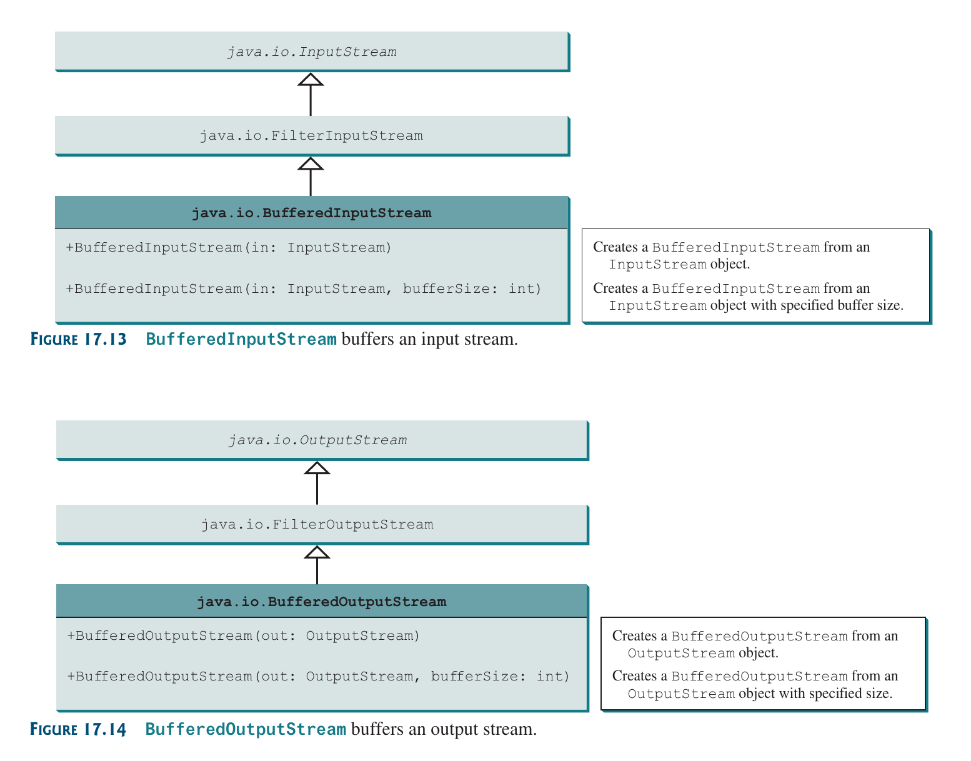 java.io.InputStream
java.io.FilterInputStream
java.io.BufferedInputStream
+BufferedInputStream(in: InputStream)
+BufferedInputStream(in: InputStream, bufferSize: int)
Creates a BufferedInputStream from an
InputStream object.
Creates a BufferedInputStream from an
InputStream object with specified buffer size.
FIGURE 17.13 BufferedInputStream buffers an input stream.
java.io.OutputStream
java.io.FilterOutputStream
java.io.BufferedOutputStream
+BufferedOutputStream(out: OutputStream)
+BufferedOutputStream(out: OutputStream, bufferSize: int)
Creates a BufferedOutputStream from an
OutputStream object.
Creates a BufferedOutputStream from an
OutputStream object with specified size.
FIGURE 17.14 BufferedOutputStream buffers an output stream.